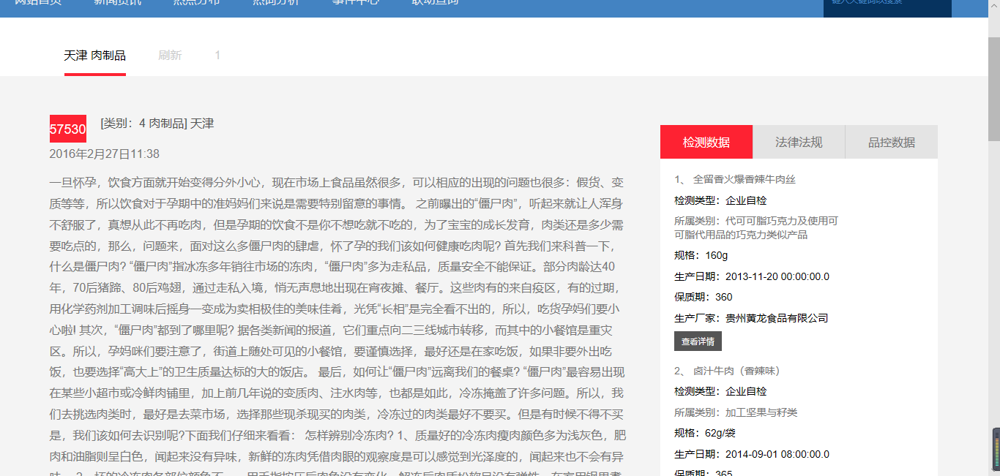 网站首页 新闻资讯 热点分布 热词分析 事件中心 联动查询
键入关键词以搜索
天津 肉制品 刷新 1
57530 [类别：4 肉制品] 天津
2016年2月27日11:38
一旦怀孕，饮食方面就开始变得分外小心，现在市场上食品虽然很多，可以相应的出现的问题也很多：假货、变
质等等，所以饮食对于孕期中的准妈妈们来说是需要特别留意的事情。 之前曝出的“僵尸肉”，听起来就让人浑身
不舒服了，真想从此不再吃肉，但是孕期的饮食不是你不想吃就不吃的，为了宝宝的成长发育，肉类还是多少需
要吃点的，那么，问题来，面对这么多僵尸肉的肆虐，怀了孕的我们该如何健康吃肉呢? 首先我们来科普一下，
什么是僵尸肉? “僵尸肉”指冰冻多年销往市场的冻肉，“僵尸肉”多为走私品，质量安全不能保证。部分肉龄达40
年，70后猪蹄、80后鸡翅，通过走私入境，悄无声息地出现在宵夜摊、餐厅。这些肉有的来自疫区，有的过期，
用化学药剂加工调味后摇身一变成为卖相极佳的美味佳肴，光凭“长相”是完全看不出的，所以，吃货孕妈们要小
心啦! 其次，“僵尸肉”都到了哪里呢? 据各类新闻的报道，它们重点向二三线城市转移，而其中的小餐馆是重灾
区。所以，孕妈咪们要注意了，街道上随处可见的小餐馆，要谨慎选择，最好还是在家吃饭，如果非要外出吃
饭，也要选择“高大上”的卫生质量达标的大的饭店。 最后，如何让“僵尸肉”远离我们的餐桌? “僵尸肉”最容易出现
在某些小超市或冷鲜肉铺里，加上前几年说的变质肉、注水肉等，也都是如此，冷冻掩盖了许多问题。所以，我
们去挑选肉类时，最好是去菜市场，选择那些现杀现买的肉类，冷冻过的肉类最好不要买。但是有时候不得不买
是，我们该如何去识别呢?下面我们仔细来看看： 怎样辨别冷冻肉? 1、质量好的冷冻肉瘦肉颜色多为浅灰色，肥
肉和油脂则呈白色，闻起来没有异味，新鲜的冻肉凭借肉眼的观察度是可以感觉到光泽度的，闻起来也不会有异
检测数据 法律法规 品控数据
1、 全留香火爆香辣牛肉丝
检测类型：企业自检
所属类别：代可可脂巧克力及使用可
可脂代用品的巧克力类似产品
规格：160g
生产日期：2013-11-20 00:00:00.0
保质期：360
生产厂家：贵州黄龙食品有限公司
查看详情
2、 卤汁牛肉（香辣味）
检测类型：企业自检
所属类别：加工坚果与籽类
规格：62g/袋
生产日期：2014-09-01 08:00:00.0
保质期：365